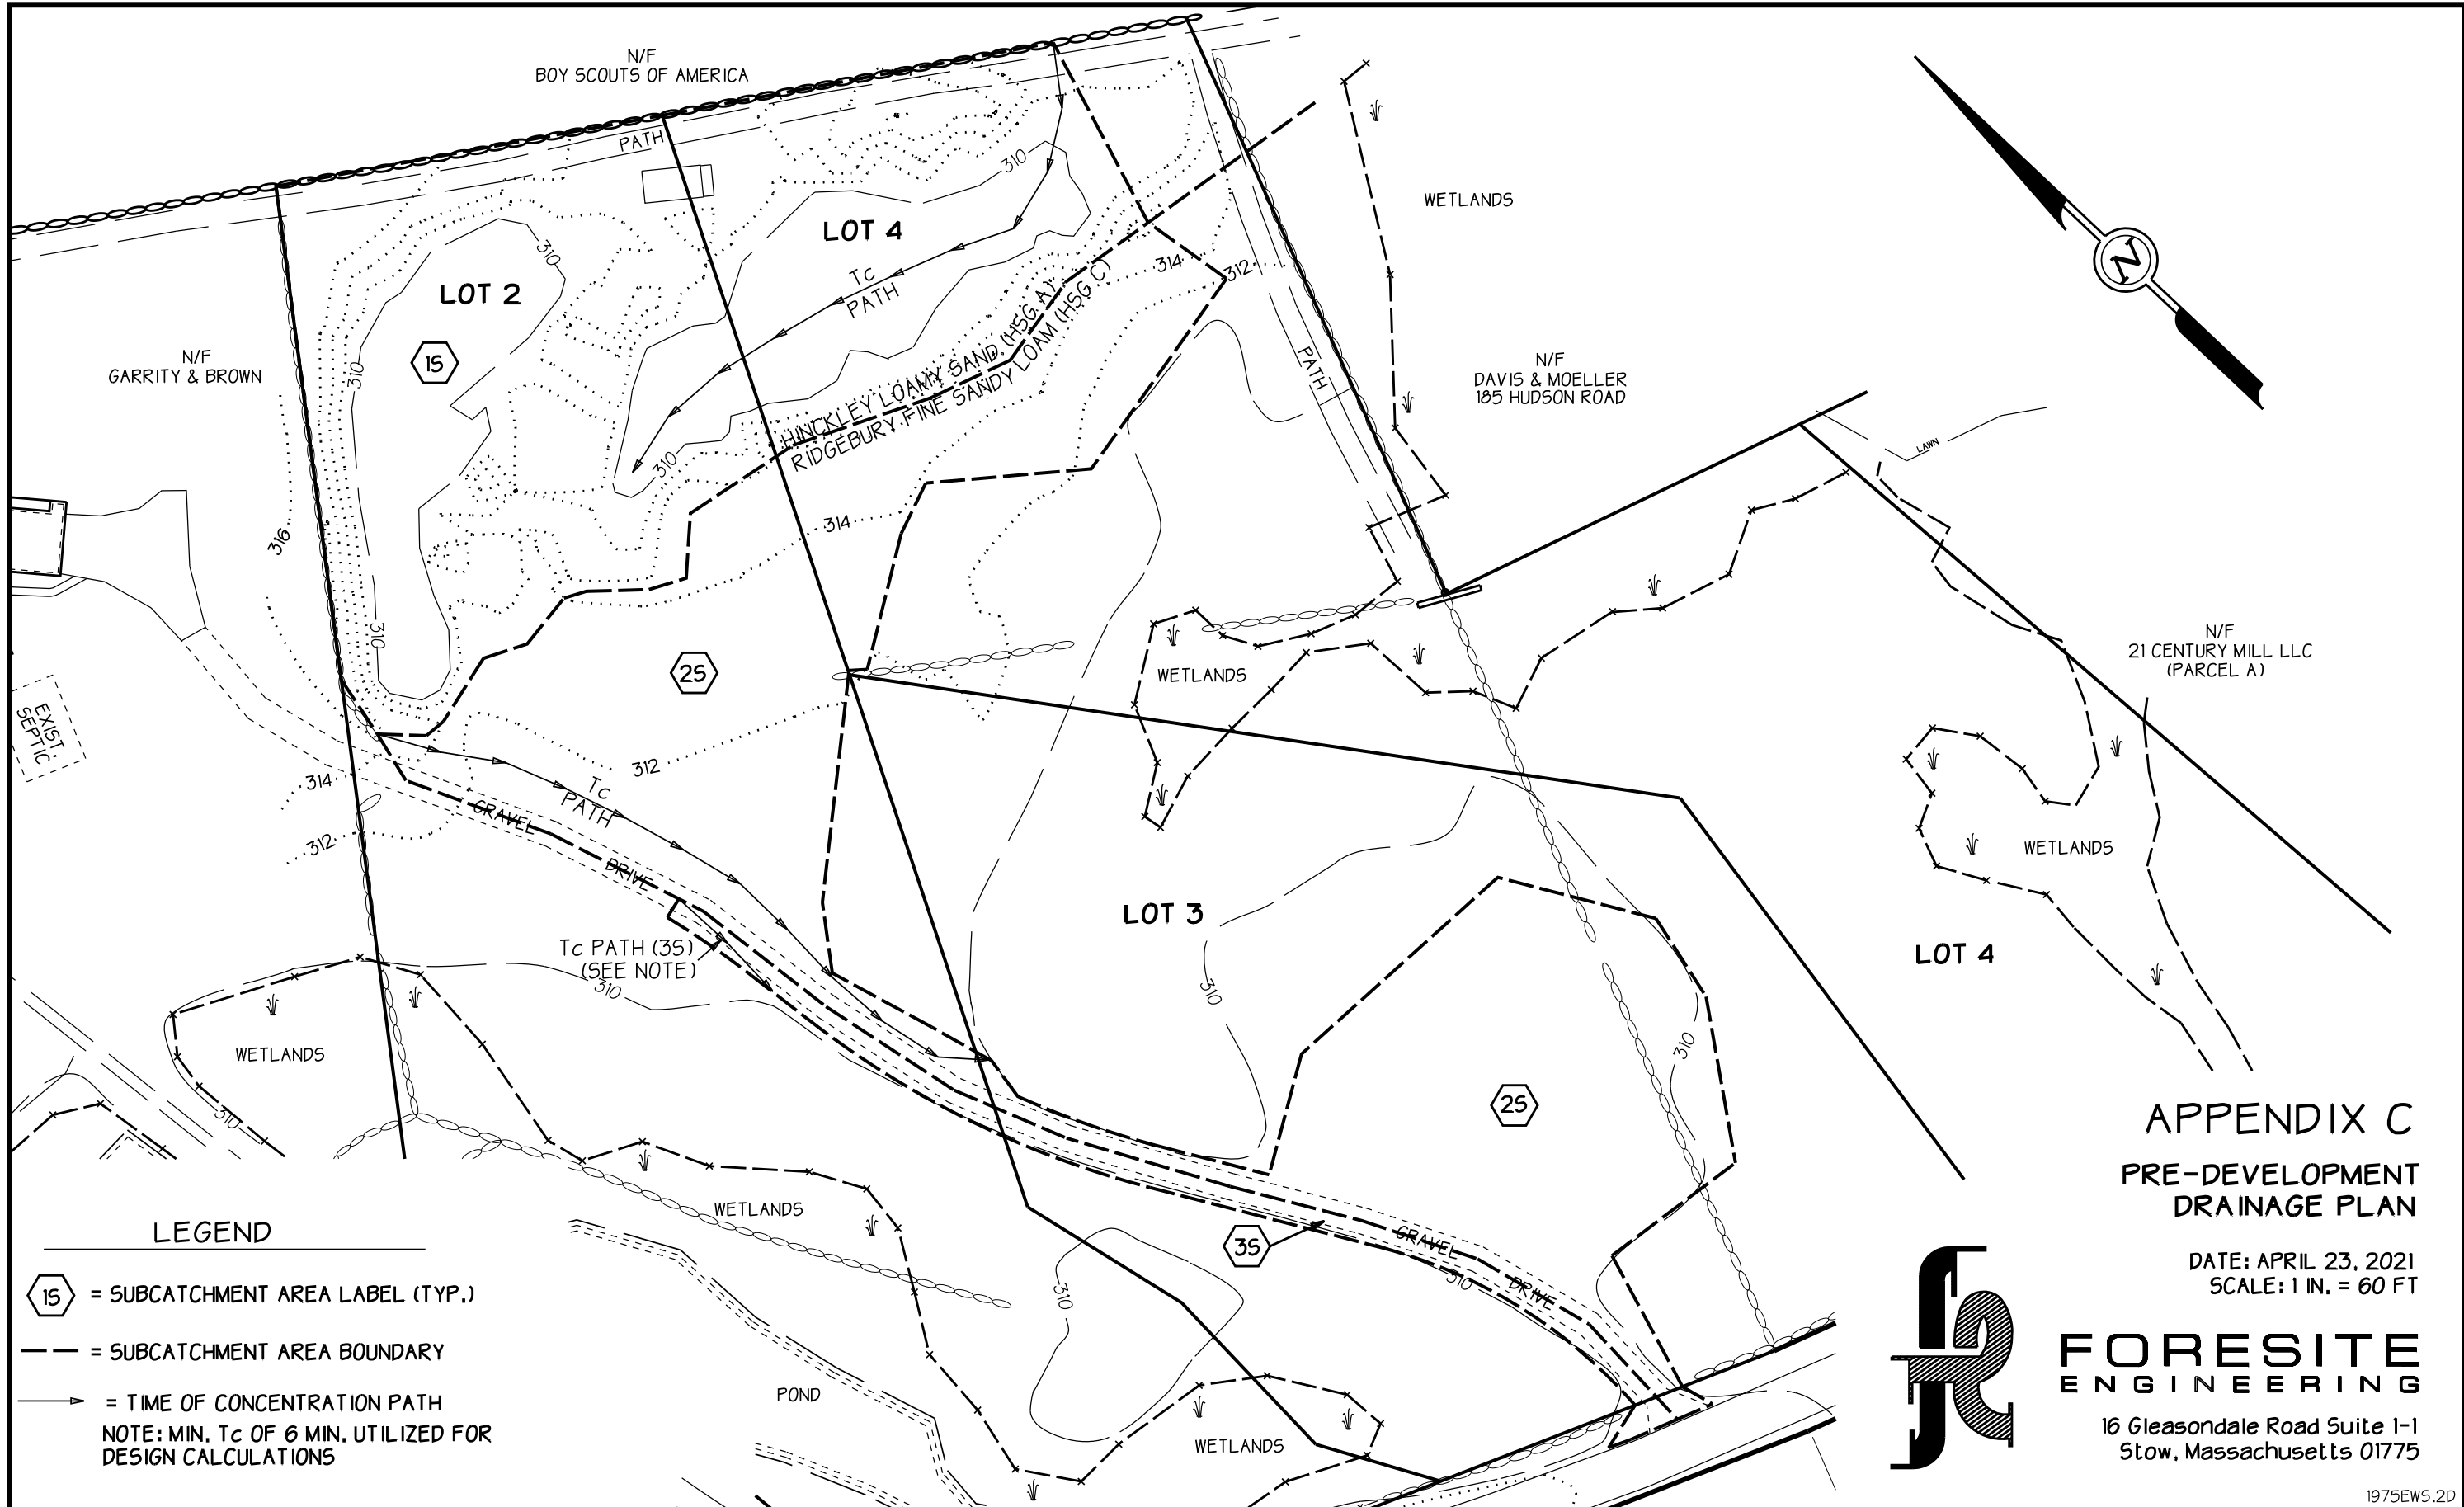 N/F
BOY SCOUTS OF AMERICA
PATH
310
LOT 4
WETLANDS
310
LOT 2
Tc
PATH
314
312
1S
N/F
GARRITY & BROWN
310
HINCKLEY LOAMY SAND (HSG A)
RIDGEBURY FINE SANDY LOAM (HSG C)
PATH
N/F
DAVIS & MOELLER
185 HUDSON ROAD
LAWN
310
316
314
N
310
2S
WETLANDS
N/F
21 CENTURY MILL LLC
(PARCEL A)
EXIST.
SEPTIC
314
312
Tc
PATH
312
GRAVEL
DRIVE
WETLANDS
LOT 3
LOT 4
Tc PATH (3S)
(SEE NOTE)
310
310
310
WETLANDS
310
2S
WETLANDS
3S
GRAVEL
DRIVE
310
310
POND
WETLANDS
LEGEND
1S = SUBCATCHMENT AREA LABEL (TYP.)
= SUBCATCHMENT AREA BOUNDARY
= TIME OF CONCENTRATION PATH
NOTE: MIN. Tc OF 6 MIN. UTILIZED FOR
DESIGN CALCULATIONS
APPENDIX C
PRE-DEVELOPMENT
DRAINAGE PLAN
DATE: APRIL 23, 2021
SCALE: 1 IN. = 60 FT
FORESITE
ENGINEERING
16 Gleasondale Road Suite 1-1
Stow, Massachusetts 01775
1975EWS.2D